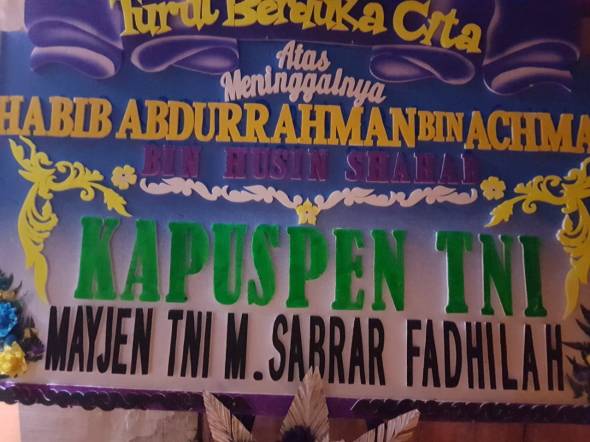 Turut Berduka Cita
Atas
Meninggalnya
HABIB ABDURRAHMAN BIN ACHMA
BIN HUSIN SHAHAB
KAPUSPEN TNI
MAYJEN TNI M. SABRAR FADHILAH